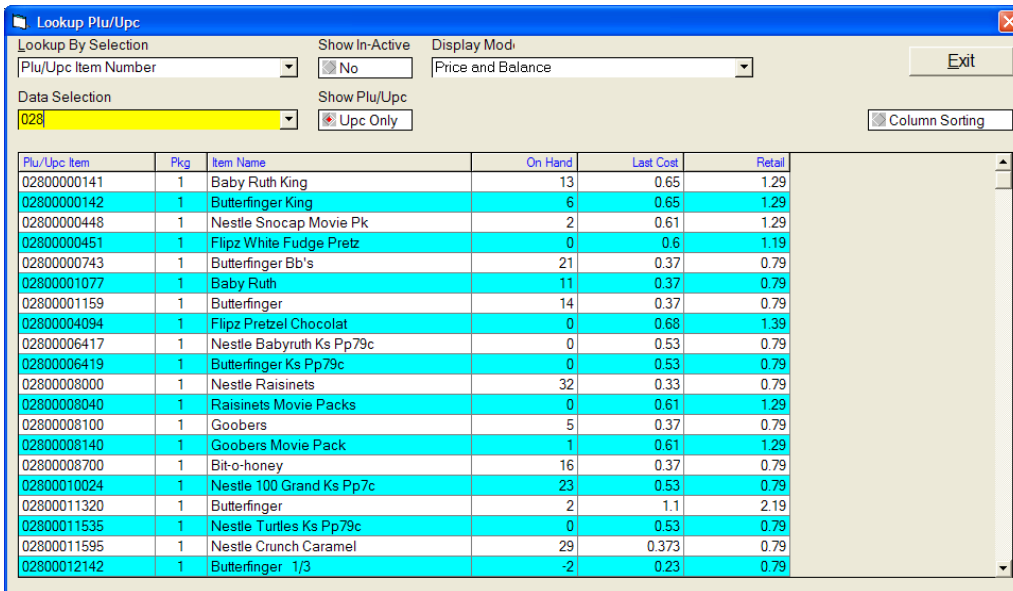 Lookup Plu/Upc
Lookup By Selection Show In-Active Display Mod
Plu/Upc Item Number No Price and Balance Exit
Data Selection Show Plu/Upc
028 Upc Only Column Sorting
Plu/Upc Item Pkg Item Name On Hand Last Cost Retail
02800000141 1 Baby Ruth King 13 0.65 1.29
02800000142 1 Butterfinger King 6 0.65 1.29
02800000448 1 Nestle Snocap Movie Pk 2 0.61 1.29
02800000451 1 Flipz White Fudge Pretz 0 0.6 1.19
02800000743 1 Butterfinger Bb's 21 0.37 0.79
02800001077 1 Baby Ruth 11 0.37 0.79
02800001159 1 Butterfinger 14 0.37 0.79
02800004094 1 Flipz Pretzel Chocolat 0 0.68 1.39
02800006417 1 Nestle Babyruth Ks Pp79c 0 0.53 0.79
02800006419 1 Butterfinger Ks Pp79c 0 0.53 0.79
02800008000 1 Nestle Raisinets 32 0.33 0.79
02800008040 1 Raisinets Movie Packs 0 0.61 1.29
02800008100 1 Goobers 5 0.37 0.79
02800008140 1 Goobers Movie Pack 1 0.61 1.29
02800008700 1 Bit-o-honey 16 0.37 0.79
02800010024 1 Nestle 100 Grand Ks Pp7c 23 0.53 0.79
02800011320 1 Butterfinger 2 1.1 2.19
02800011535 1 Nestle Turtles Ks Pp79c 0 0.53 0.79
02800011595 1 Nestle Crunch Caramel 29 0.373 0.79
02800012142 1 Butterfinger 1/3 -2 0.23 0.79